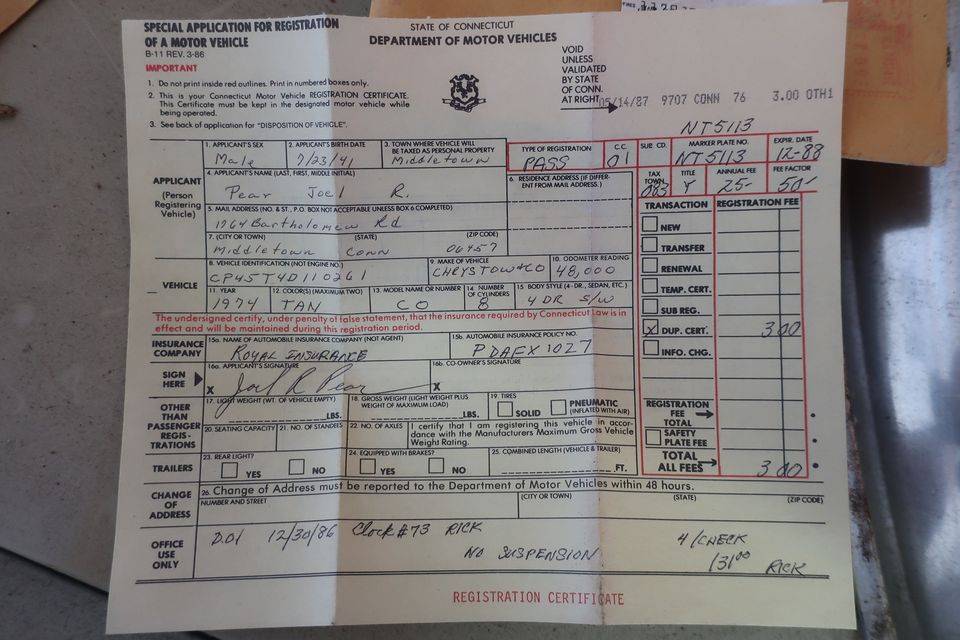 SPECIAL APPLICATION FOR REGISTRATION
OF A MOTOR VEHICLE
B-11 REV. 3-86
STATE OF CONNECTICUT
DEPARTMENT OF MOTOR VEHICLES
IMPORTANT
1. Do not print inside red outlines. Print in numbered boxes only.
2. This is your Connecticut Motor Vehicle REGISTRATION CERTIFICATE.
This Certificate must be kept in the designated motor vehicle while
being operated.
3. See back of application for "DISPOSITION OF VEHICLE".
VOID
UNLESS
VALIDATED
BY STATE
OF CONN.
AT RIGHT
05/14/87 9707 CONN 76 3.00 OTH1
NT5113
APPLICANT
(Person
Registering
Vehicle)
1. APPLICANT'S SEX
Male
2. APPLICANT'S BIRTH DATE
7/23/41
3. TOWN WHERE VEHICLE WILL
BE TAXED AS PERSONAL PROPERTY
Middletown
TYPE OF REGISTRATION
PASS
C.C.
01
SUB. CD.
MARKER PLATE NO.
NT5113
EXPIR. DATE
12-88
4. APPLICANT'S NAME (LAST, FIRST, MIDDLE INITIAL)
Pear Joel R.
6. RESIDENCE ADDRESS (IF DIFFER-
ENT FROM MAIL ADDRESS.)
TAX
TOWN
083
TITLE
Y
ANNUAL FEE
25-
FEE FACTOR
50-
5. MAIL ADDRESS (NO. & ST., P.O. BOX NOT ACCEPTABLE UNLESS BOX 6 COMPLETED)
1764 Bartholomew Rd
7. (CITY OR TOWN) (STATE) (ZIP CODE)
Middletown Conn 06457
VEHICLE
8. VEHICLE IDENTIFICATION (NOT ENGINE NO.)
CP45T4D110261
9. MAKE OF VEHICLE
CHRYSTOW+CO
10. ODOMETER READING
48,000
11. YEAR
1974
12. COLOR(S) (MAXIMUM TWO)
TAN
13. MODEL NAME OR NUMBER
CO
14. NUMBER
OF CYLINDERS
8
15. BODY STYLE (4-DR., SEDAN, ETC.)
4 DR S/W
The undersigned certify, under penalty of false statement, that the insurance required by Connecticut Law is in
effect and will be maintained during this registration period.
INSURANCE
COMPANY
15a. NAME OF AUTOMOBILE INSURANCE COMPANY (NOT AGENT)
ROYAL INSURANCE
15b. AUTOMOBILE INSURANCE POLICY NO.
PDAEX1027
SIGN
HERE
16a. APPLICANT'S SIGNATURE
X Joel R Pear
16b. CO-OWNER'S SIGNATURE
X
OTHER
THAN
PASSENGER
REGIS-
TRATIONS
17. LIGHT WEIGHT (WT. OF VEHICLE EMPTY)
LBS.
18. GROSS WEIGHT (LIGHT WEIGHT PLUS
WEIGHT OF MAXIMUM LOAD)
LBS.
19. TIRES
SOLID
PNEUMATIC
(INFLATED WITH AIR)
20. SEATING CAPACITY
21. NO. OF STANDEES
22. NO. OF AXLES
I certify that I am registering this vehicle in accor-
dance with the Manufacturers Maximum Gross Vehicle
Weight Rating.
TRAILERS
23. REAR LIGHT?
YES NO
24. EQUIPPED WITH BRAKES?
YES NO
25. COMBINED LENGTH (VEHICLE & TRAILER)
FT.
TRANSACTION
REGISTRATION FEE
NEW
TRANSFER
RENEWAL
TEMP. CERT.
SUB REG.
X DUP. CERT. 3 00
INFO. CHG.
REGISTRATION
FEE
TOTAL
SAFETY
PLATE FEE
TOTAL
ALL FEES 3 00
CHANGE
OF
ADDRESS
26. Change of Address must be reported to the Department of Motor Vehicles within 48 hours.
NUMBER AND STREET (CITY OR TOWN) (STATE) (ZIP CODE)
OFFICE
USE
ONLY
D.O1 12/30/86 Clock #73 RICK
NO SUSPENSION
4/CHECK
131 00 RICK
REGISTRATION CERTIFICATE